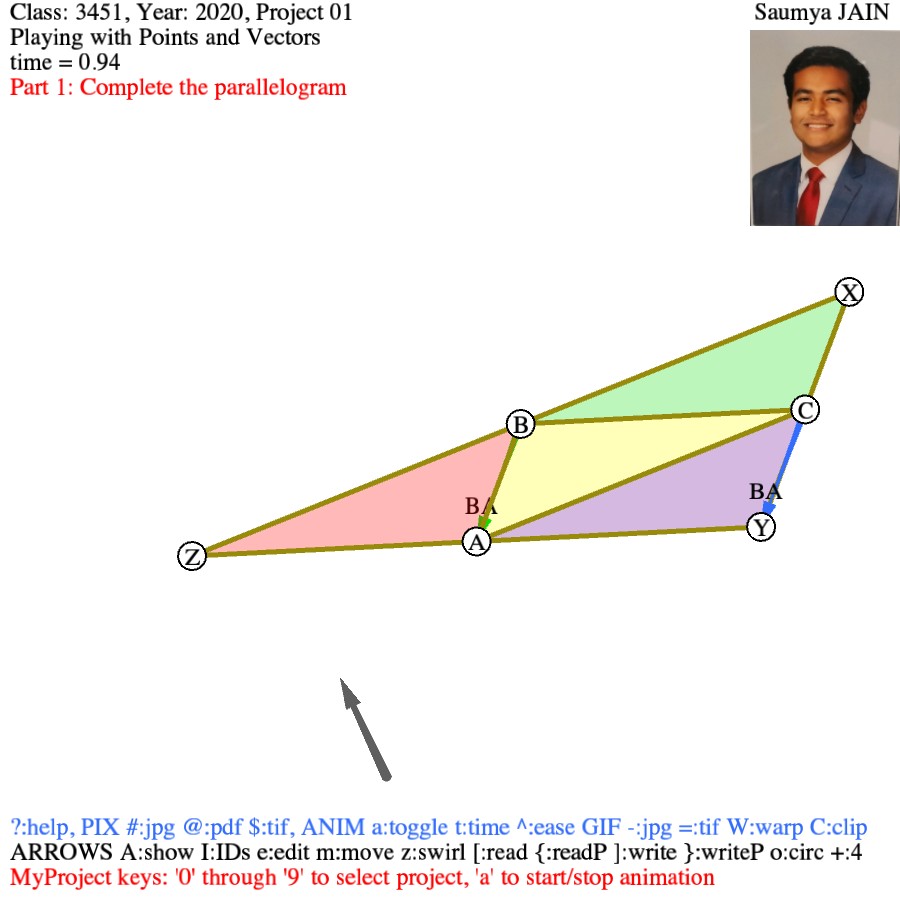 Class: 3451, Year: 2020, Project 01
Saumya JAIN
Playing with Points and Vectors
time = 0.94
Part 1: Complete the parallelogram
X
C
B
BA
BA
Y
A
Z
?:help, PIX #:jpg @:pdf $:tif, ANIM a:toggle t:time ^:ease GIF -:jpg =:tif W:warp C:clip
ARROWS A:show I:IDs e:edit m:move z:swirl [:read {:readP ]:write }:writeP o:circ +:4
MyProject keys: '0' through '9' to select project, 'a' to start/stop animation